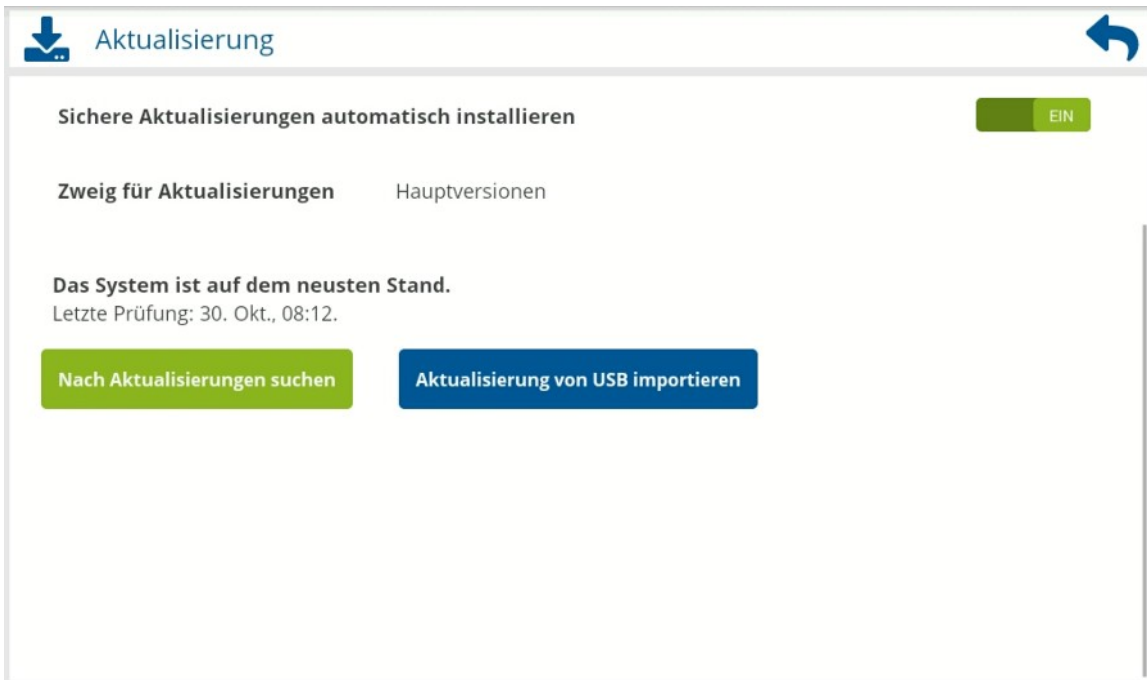 Aktualisierung
Sichere Aktualisierungen automatisch installieren
EIN
Zweig für Aktualisierungen Hauptversionen
Das System ist auf dem neusten Stand.
Letzte Prüfung: 30. Okt., 08:12.
Nach Aktualisierungen suchen
Aktualisierung von USB importieren